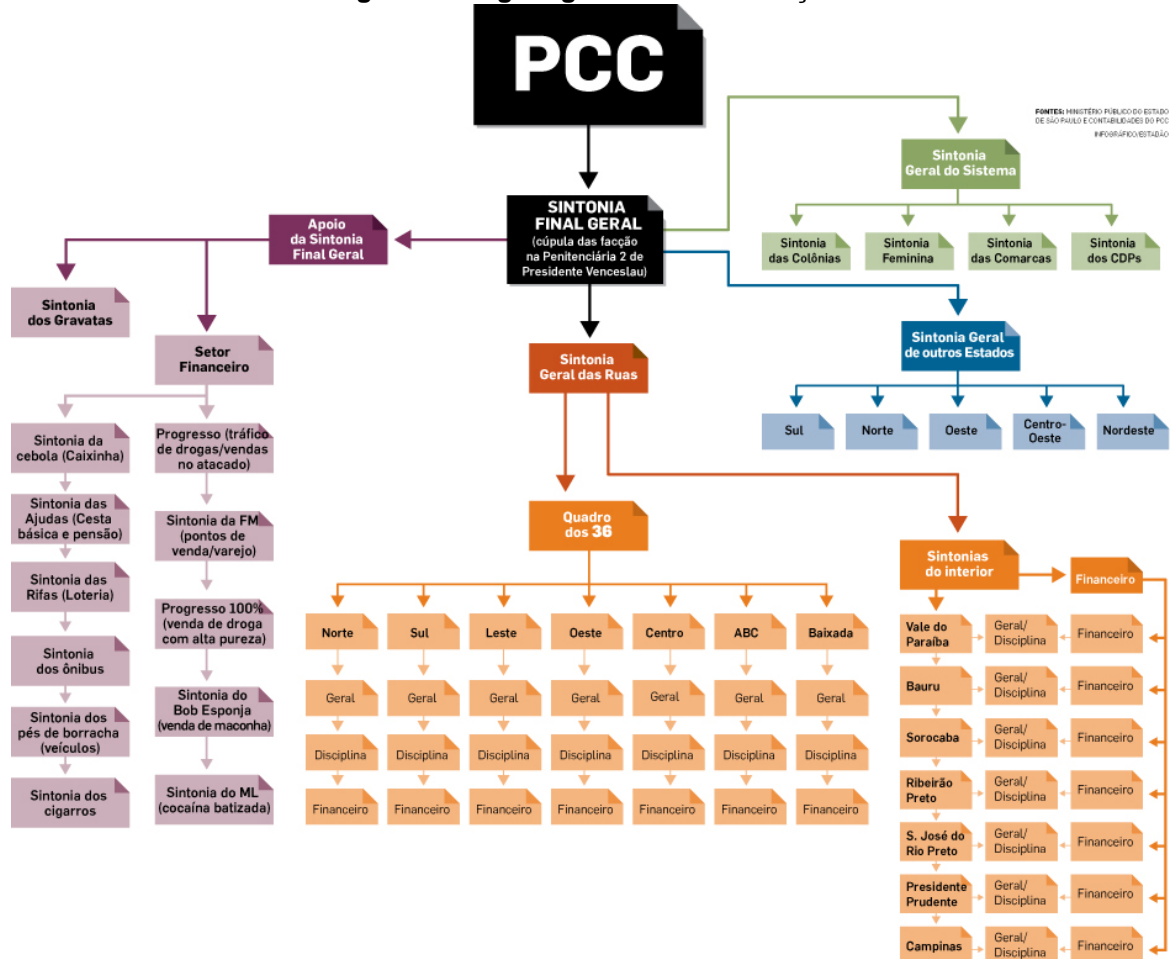 PCC
FONTES: MINISTÉRIO PÚBLICO DO ESTADO
DE SÃO PAULO E CONTABILIDADES DO PCC
INFOGRÁFICO/ESTADÃO
SINTONIA
FINAL GERAL
(cúpula das facção
na Penitenciária 2 de
Presidente Venceslau)
Apoio
da Sintonia
Final Geral
Sintonia
dos Gravatas
Setor
Financeiro
Sintonia da
cebola (Caixinha)
Sintonia das
Ajudas (Cesta
básica e pensão)
Sintonia das
Rifas (Loteria)
Sintonia
dos ônibus
Sintonia dos
pés de borracha
(veículos)
Sintonia dos
cigarros
Progresso (tráfico
de drogas/vendas
no atacado)
Sintonia da FM
(pontos de
venda/varejo)
Progresso 100%
(venda de droga
com alta pureza)
Sintonia do
Bob Esponja
(venda de maconha)
Sintonia do ML
(cocaína batizada)
Sintonia
Geral do Sistema
Sintonia
das Colônias
Sintonia
Feminina
Sintonia
das Comarcas
Sintonia
dos CDPs
Sintonia Geral
de outros Estados
Sul
Norte
Oeste
Centro-
Oeste
Nordeste
Sintonia
Geral das Ruas
Quadro
dos 36
Norte
Sul
Leste
Oeste
Centro
ABC
Baixada
Geral
Geral
Geral
Geral
Geral
Geral
Geral
Disciplina
Disciplina
Disciplina
Disciplina
Disciplina
Disciplina
Disciplina
Financeiro
Financeiro
Financeiro
Financeiro
Financeiro
Financeiro
Financeiro
Sintonias
do interior
Financeiro
Vale do
Paraíba
Geral/
Disciplina
Financeiro
Bauru
Geral/
Disciplina
Financeiro
Sorocaba
Geral/
Disciplina
Financeiro
Ribeirão
Preto
Geral/
Disciplina
Financeiro
S. José do
Rio Preto
Geral/
Disciplina
Financeiro
Presidente
Prudente
Geral/
Disciplina
Financeiro
Campinas
Geral/
Disciplina
Financeiro